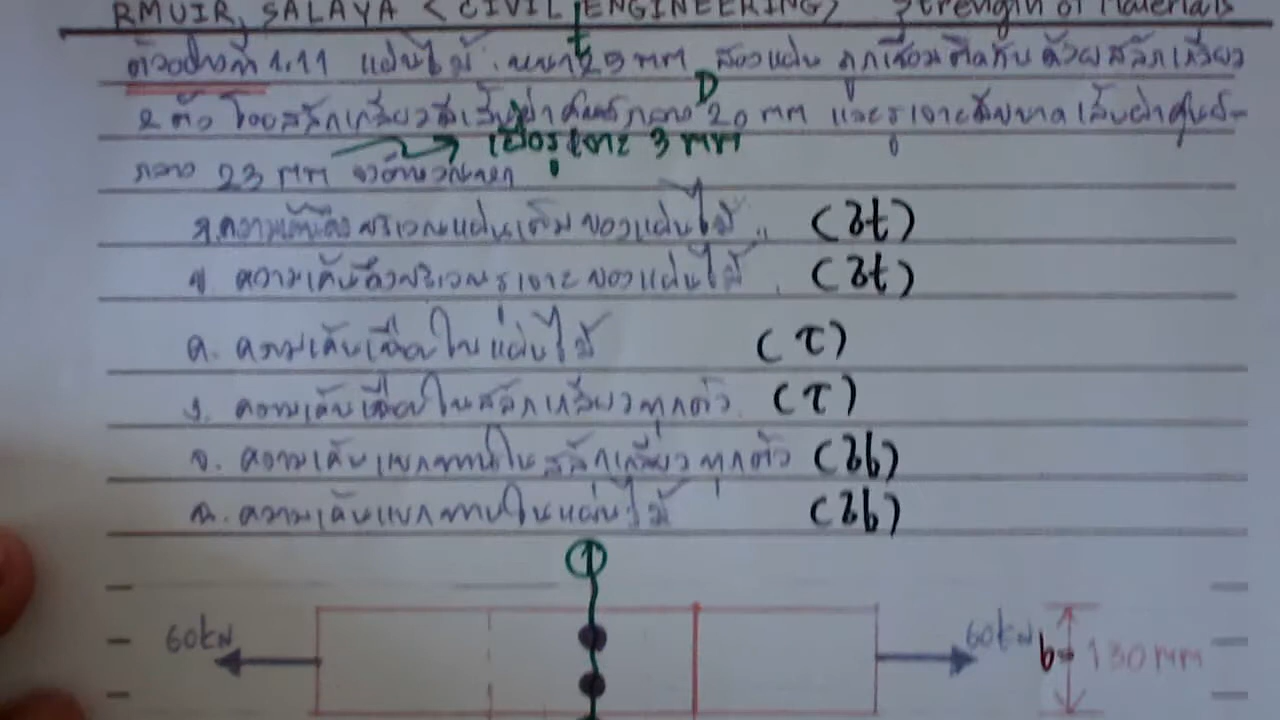 RMUIR, SALAYA < CIVIL ENGINEERING > Strength of Materials
t
ตัวอย่างที่ 1.11 แผ่นไม้ หนา 25 mm สองแผ่น ถูกเชื่อมติดกัน ด้วยสลักเกลียว
D
2 ตัว โดยสลักเกลียวมีเส้นผ่าศูนย์กลาง 20 mm และรูเจาะมีขนาดเส้นผ่าศูนย์-
เผื่อรูเจาะ 3 mm
กลาง 23 mm จงคำนวณหา
ก. ความเค้นดึงบริเวณแผ่นเต็มของแผ่นไม้ (σt)
ข. ความเค้นดึงบริเวณรูเจาะของแผ่นไม้ (σt)
ค. ความเค้นเฉือนในแผ่นไม้ (τ)
ง. ความเค้นเฉือนในสลักเกลียวทุกตัว (τ)
จ. ความเค้นแบกทานในสลักเกลียวทุกตัว (σb)
ฉ. ความเค้นแบกทานในแผ่นไม้ (σb)
1
60kN 60kN b= 130 mm